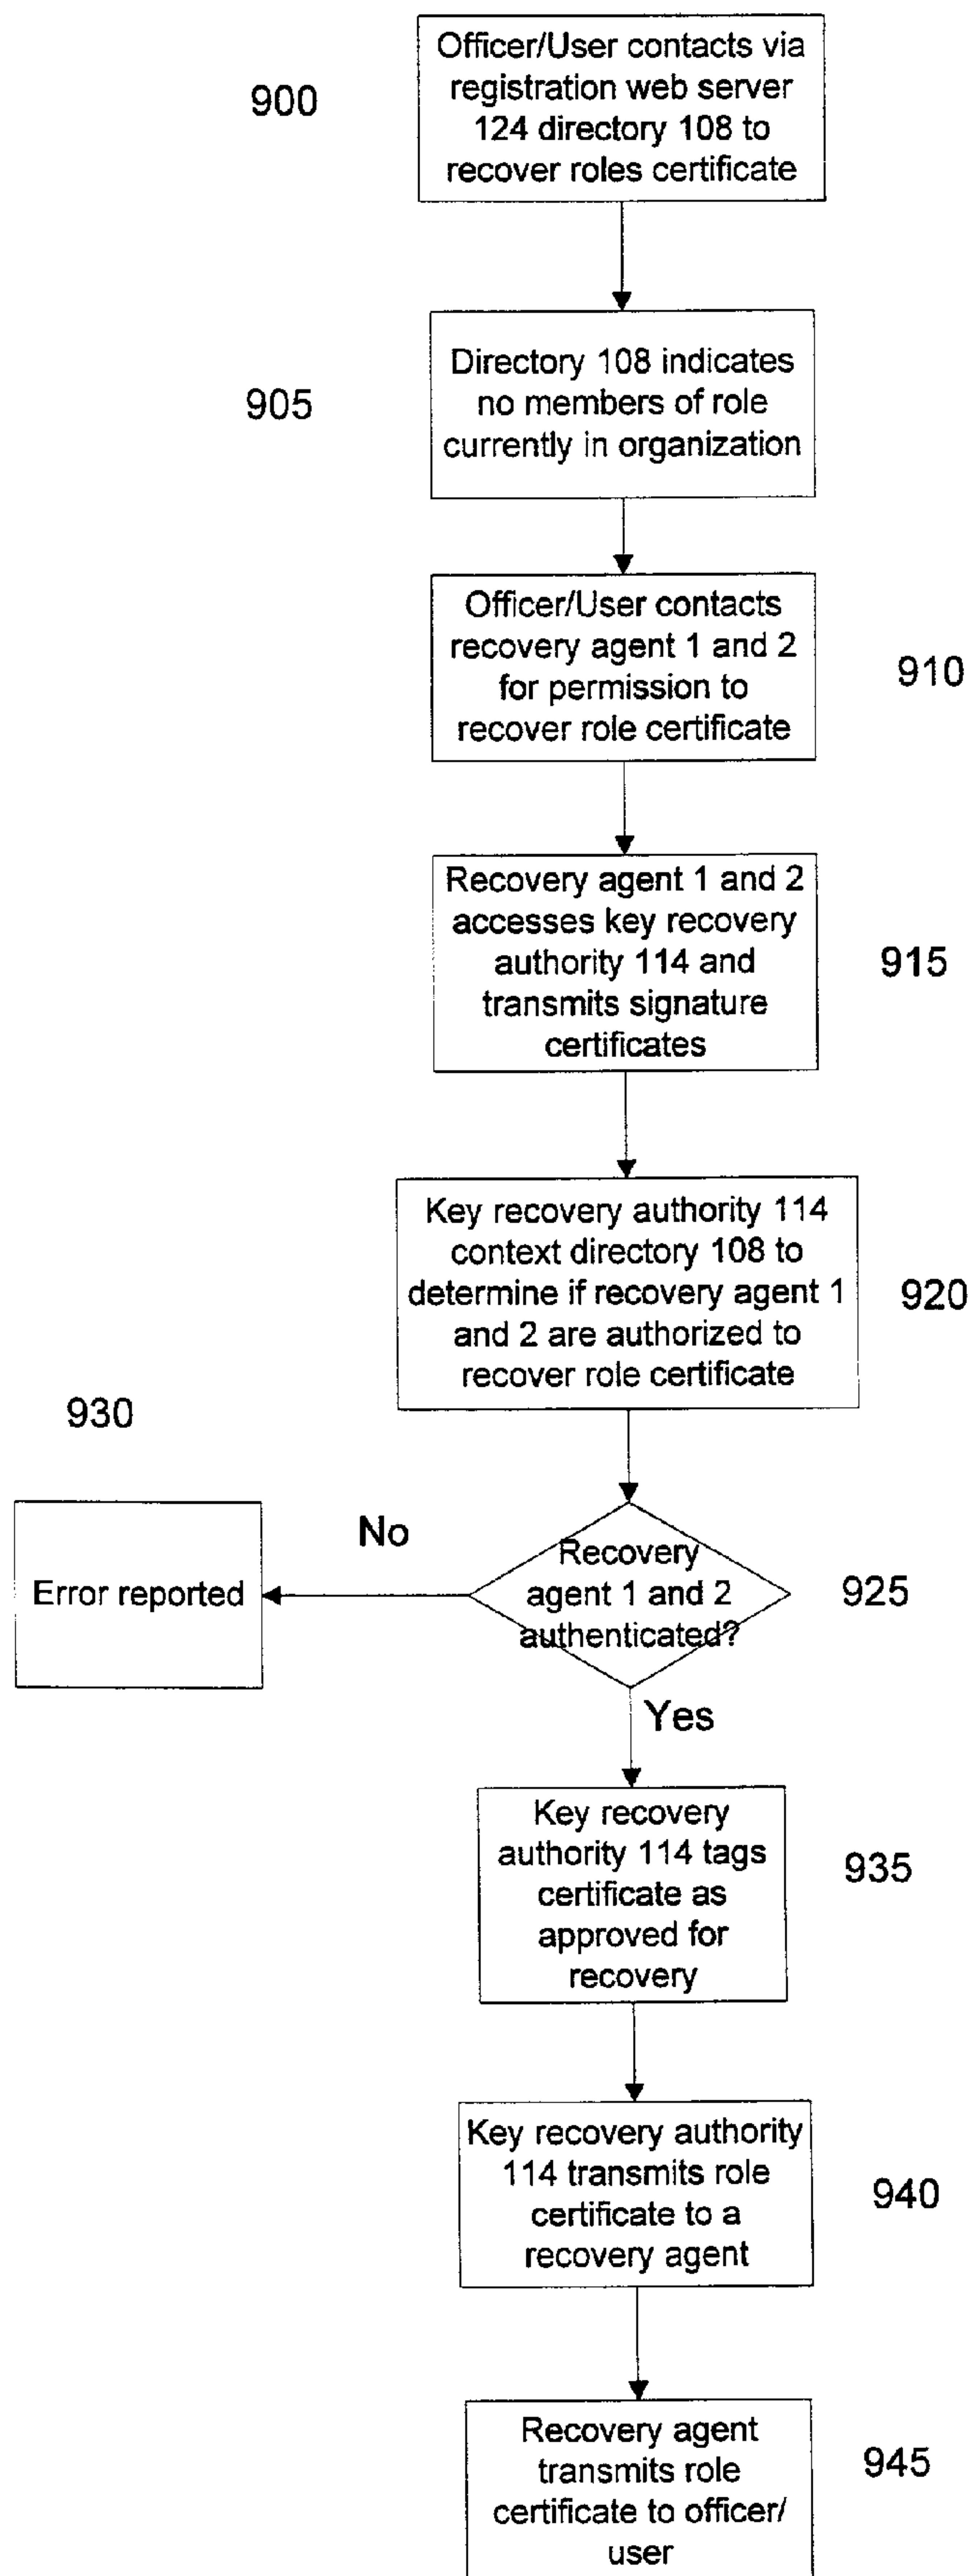 900
Officer/User contacts via
registration web server
124 directory 108 to
recover roles certificate
905
Directory 108 indicates
no members of role
currently in organization
Officer/User contacts
recovery agent 1 and 2
for permission to
recover role certificate
910
Recovery agent 1 and 2
accesses key recovery
authority 114 and
transmits signature
certificates
915
Key recovery authority 114
context directory 108 to
determine if recovery agent 1
and 2 are authorized to
recover role certificate
920
930
Error reported
No
Recovery
agent 1 and 2
authenticated?
925
Yes
Key recovery
authority 114 tags
certificate as
approved for
recovery
935
Key recovery authority
114 transmits role
certificate to a
recovery agent
940
Recovery agent
transmits role
certificate to officer/
user
945